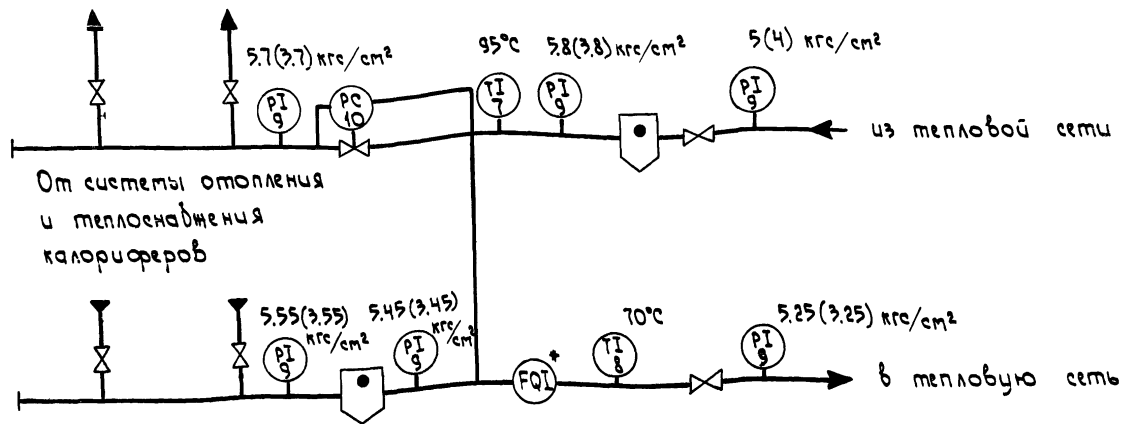 5.7(3.7) кгс/см²
95°С
5.8(3.8) кгс/см²
5(4) кгс/см²
PI
9
PC
10
TI
7
PI
9
PI
9
из тепловой сети
От системы отопления
и теплоснабжения
калориферов
5.55(3.55)
кгс/см²
5.45(3.45)
кгс/см²
70°С
5.25(3.25) кгс/см²
PI
9
PI
9
FQI*
TI
8
PI
9
в тепловую сеть